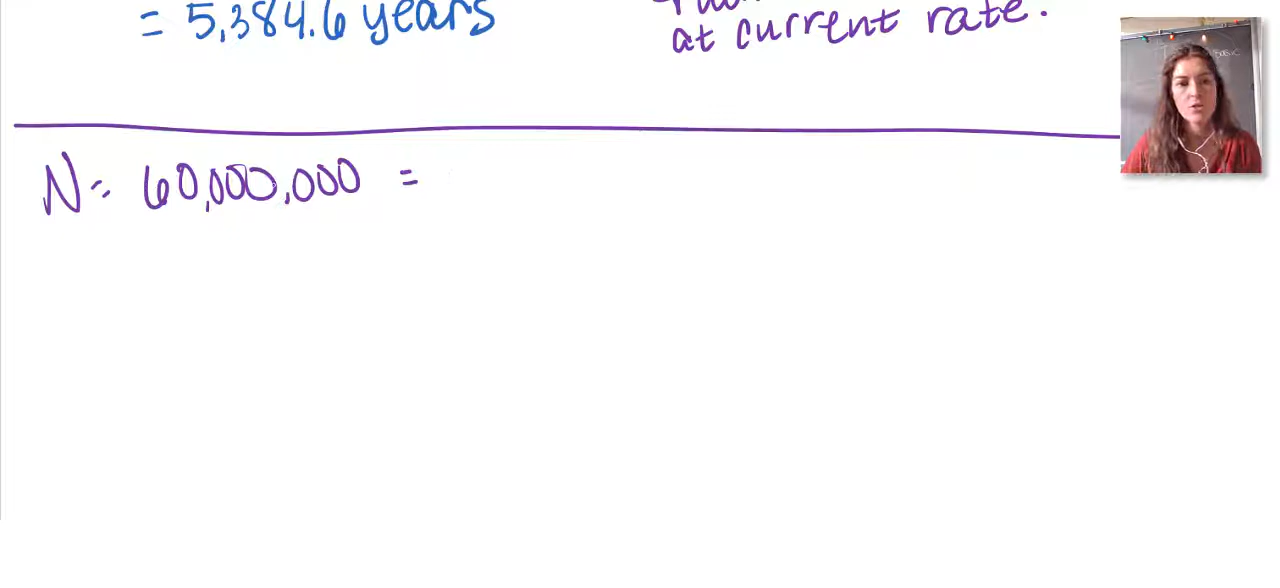 = 5,384.6 years
at current rate.
N= 60,000,000 =